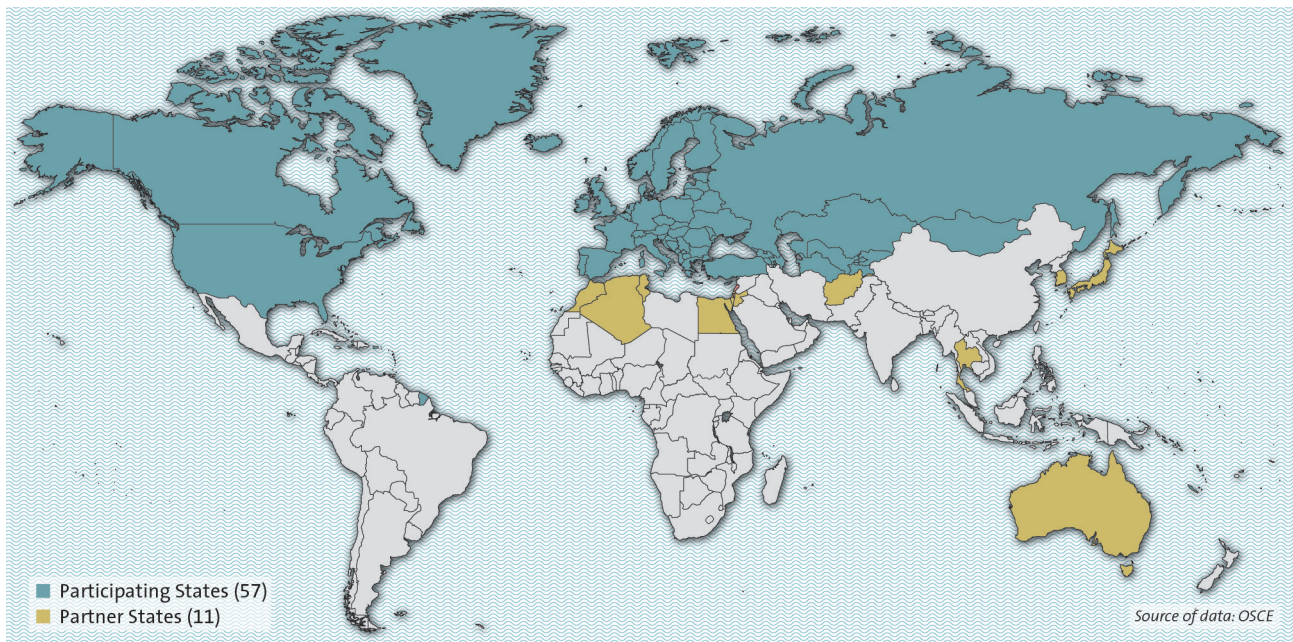 Participating States (57)
Partner States (11)
Source of data: OSCE